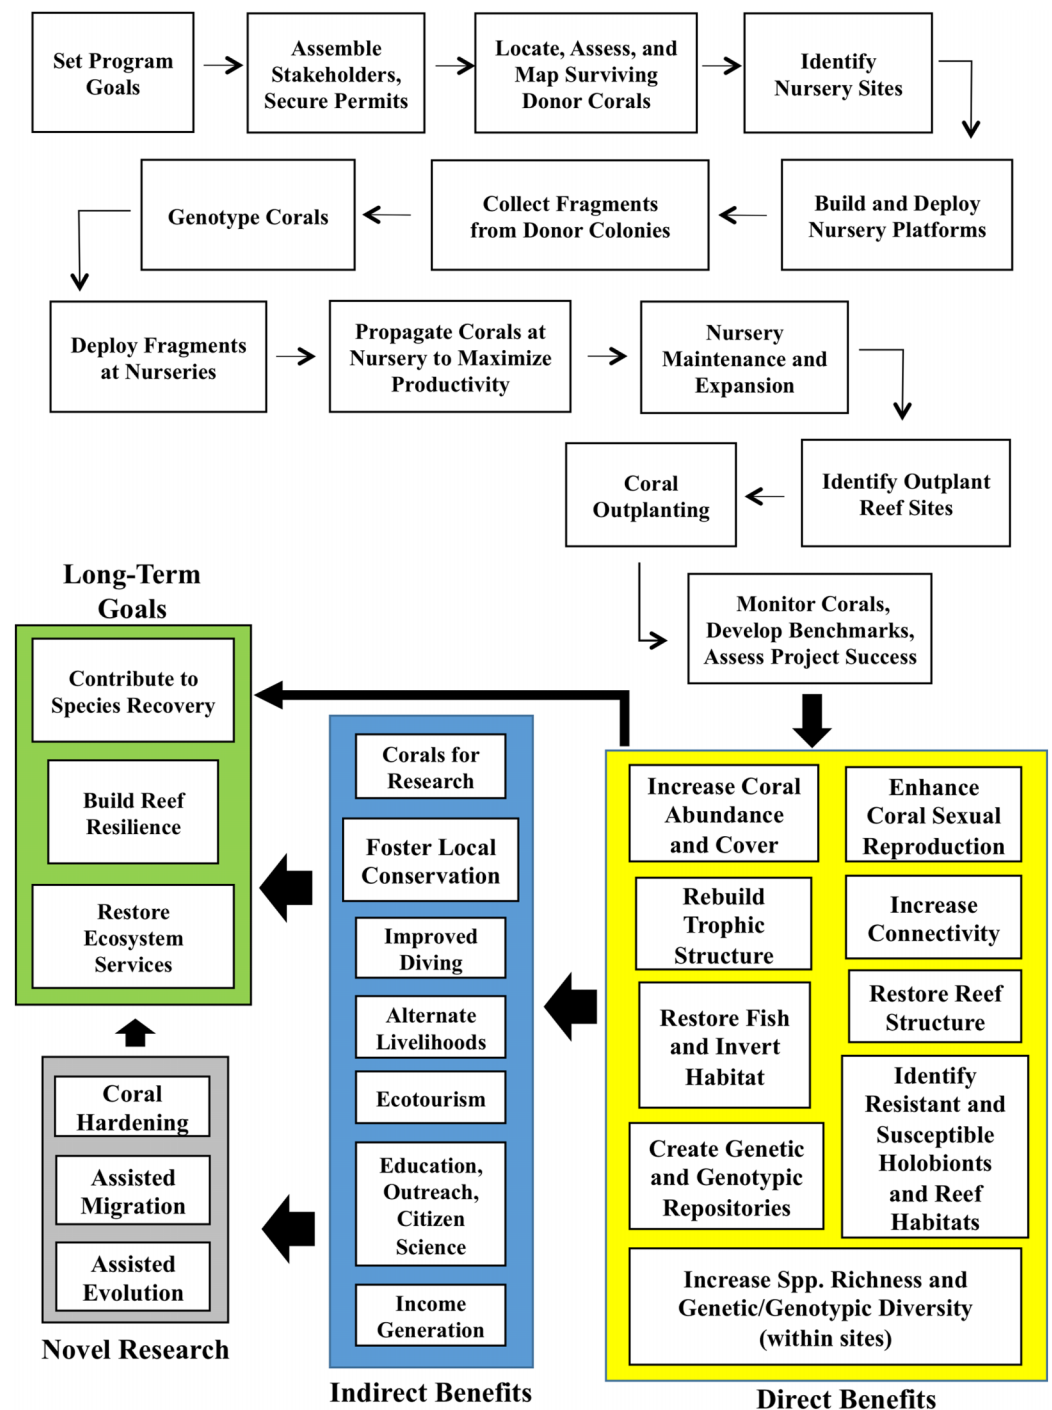 Set Program
Goals
Assemble
Stakeholders,
Secure Permits
Locate, Assess, and
Map Surviving
Donor Corals
Identify
Nursery Sites
Build and Deploy
Nursery Platforms
Collect Fragments
from Donor Colonies
Genotype Corals
Deploy Fragments
at Nurseries
Propagate Corals at
Nursery to Maximize
Productivity
Nursery
Maintenance and
Expansion
Identify Outplant
Reef Sites
Coral
Outplanting
Monitor Corals,
Develop Benchmarks,
Assess Project Success
Long-Term
Goals
Contribute to
Species Recovery
Build Reef
Resilience
Restore
Ecosystem
Services
Coral
Hardening
Assisted
Migration
Assisted
Evolution
Novel Research
Corals for
Research
Foster Local
Conservation
Improved
Diving
Alternate
Livelihoods
Ecotourism
Education,
Outreach,
Citizen
Science
Income
Generation
Indirect Benefits
Increase Coral
Abundance
and Cover
Enhance
Coral Sexual
Reproduction
Rebuild
Trophic
Structure
Increase
Connectivity
Restore Fish
and Invert
Habitat
Restore Reef
Structure
Create Genetic
and Genotypic
Repositories
Identify
Resistant and
Susceptible
Holobionts
and Reef
Habitats
Increase Spp. Richness and
Genetic/Genotypic Diversity
(within sites)
Direct Benefits